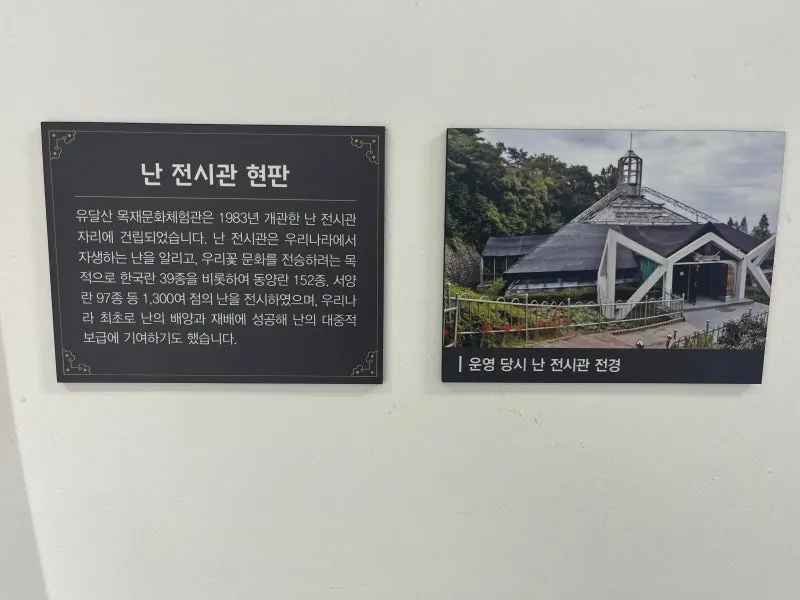 난 전시관 현판
유달산 목재문화체험관은 1983년 개관한 난 전시관
자리에 건립되었습니다. 난 전시관은 우리나라에서
자생하는 난을 알리고, 우리꽃 문화를 전승하려는 목
적으로 한국란 39종을 비롯하여 동양란 152종, 서양
란 97종 등 1,300여 점의 난을 전시하였으며, 우리나
라 최초로 난의 배양과 재배에 성공해 난의 대중적
보급에 기여하기도 했습니다.
운영 당시 난 전시관 전경